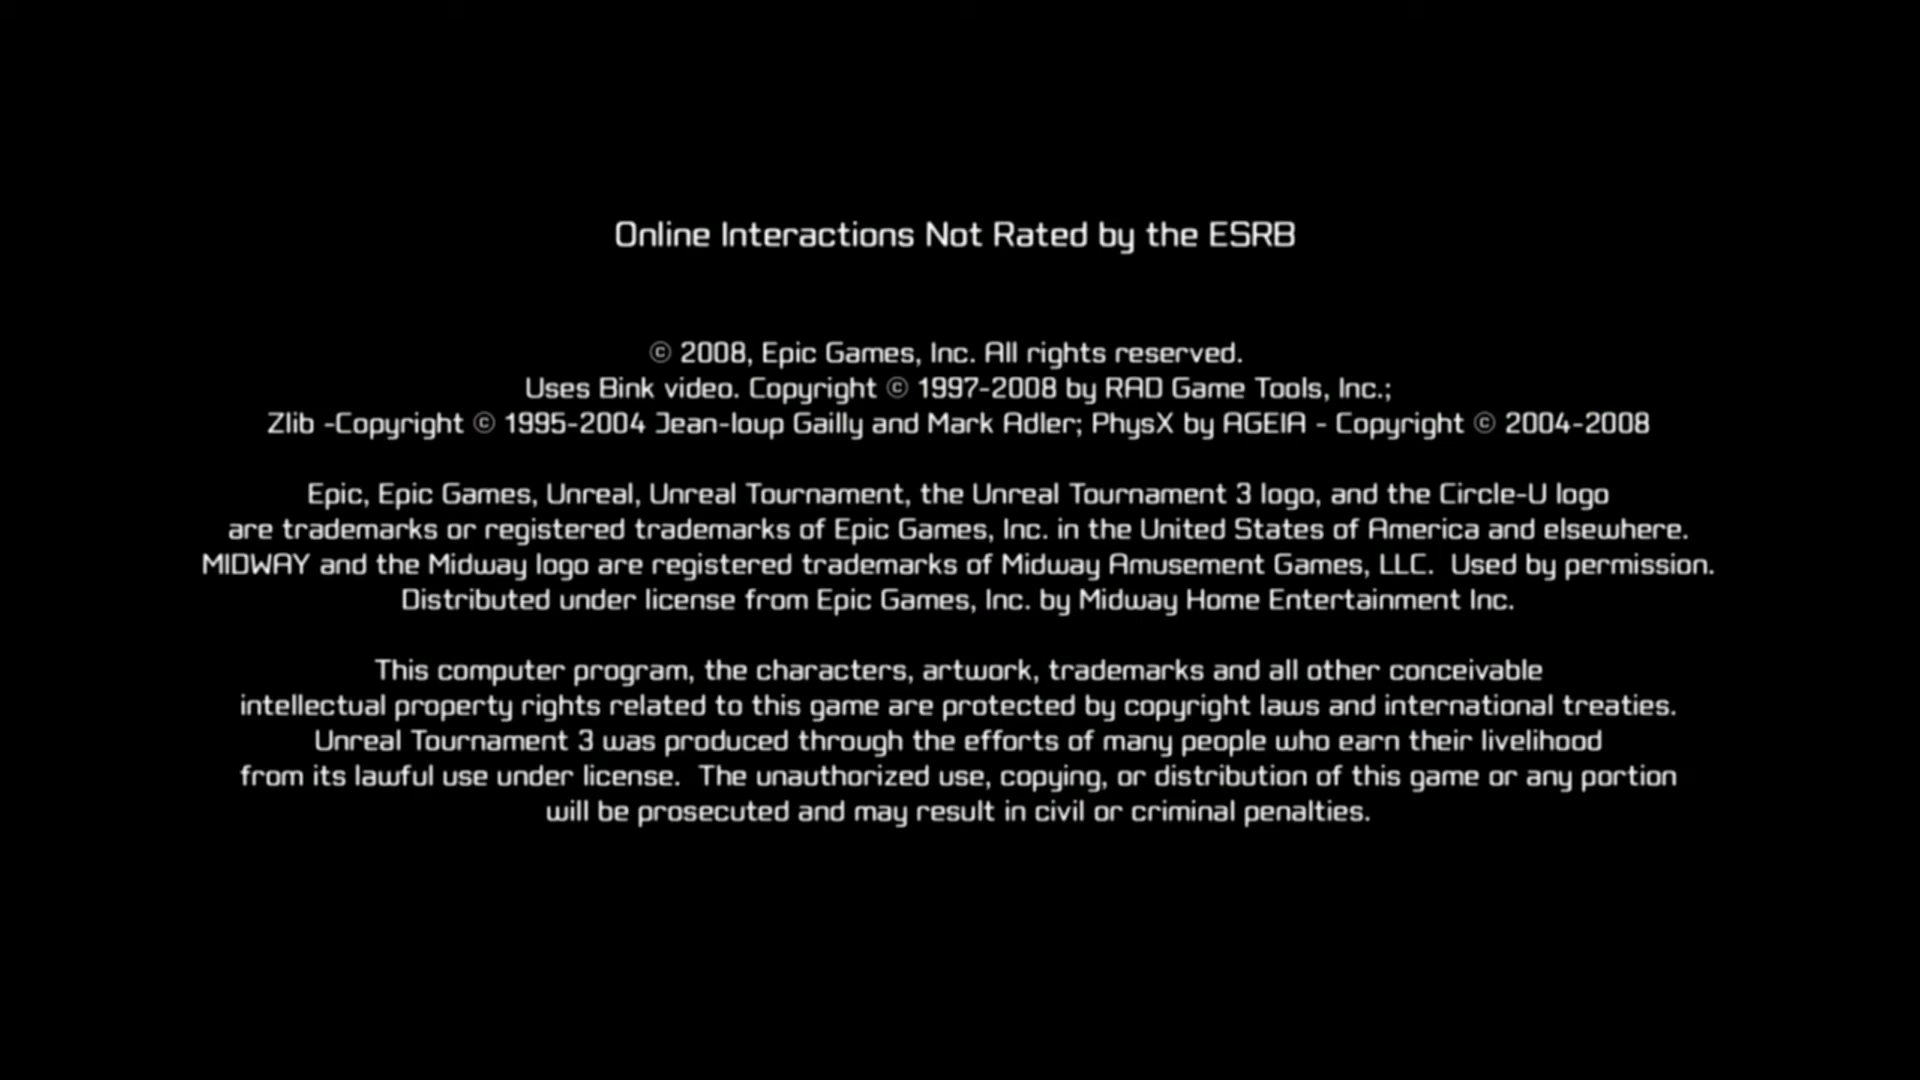 Online Interactions Not Rated by the ESRB
© 2008, Epic Games, Inc. All rights reserved.
Uses Bink video. Copyright © 1997-2008 by RAD Game Tools, Inc.;
Zlib -Copyright © 1995-2004 Jean-loup Gailly and Mark Adler; PhysX by AGEIA - Copyright © 2004-2008
Epic, Epic Games, Unreal, Unreal Tournament, the Unreal Tournament 3 logo, and the Circle-U logo
are trademarks or registered trademarks of Epic Games, Inc. in the United States of America and elsewhere.
MIDWAY and the Midway logo are registered trademarks of Midway Amusement Games, LLC.  Used by permission.
Distributed under license from Epic Games, Inc. by Midway Home Entertainment Inc.
This computer program, the characters, artwork, trademarks and all other conceivable
intellectual property rights related to this game are protected by copyright laws and international treaties.
Unreal Tournament 3 was produced through the efforts of many people who earn their livelihood
from its lawful use under license.  The unauthorized use, copying, or distribution of this game or any portion
will be prosecuted and may result in civil or criminal penalties.